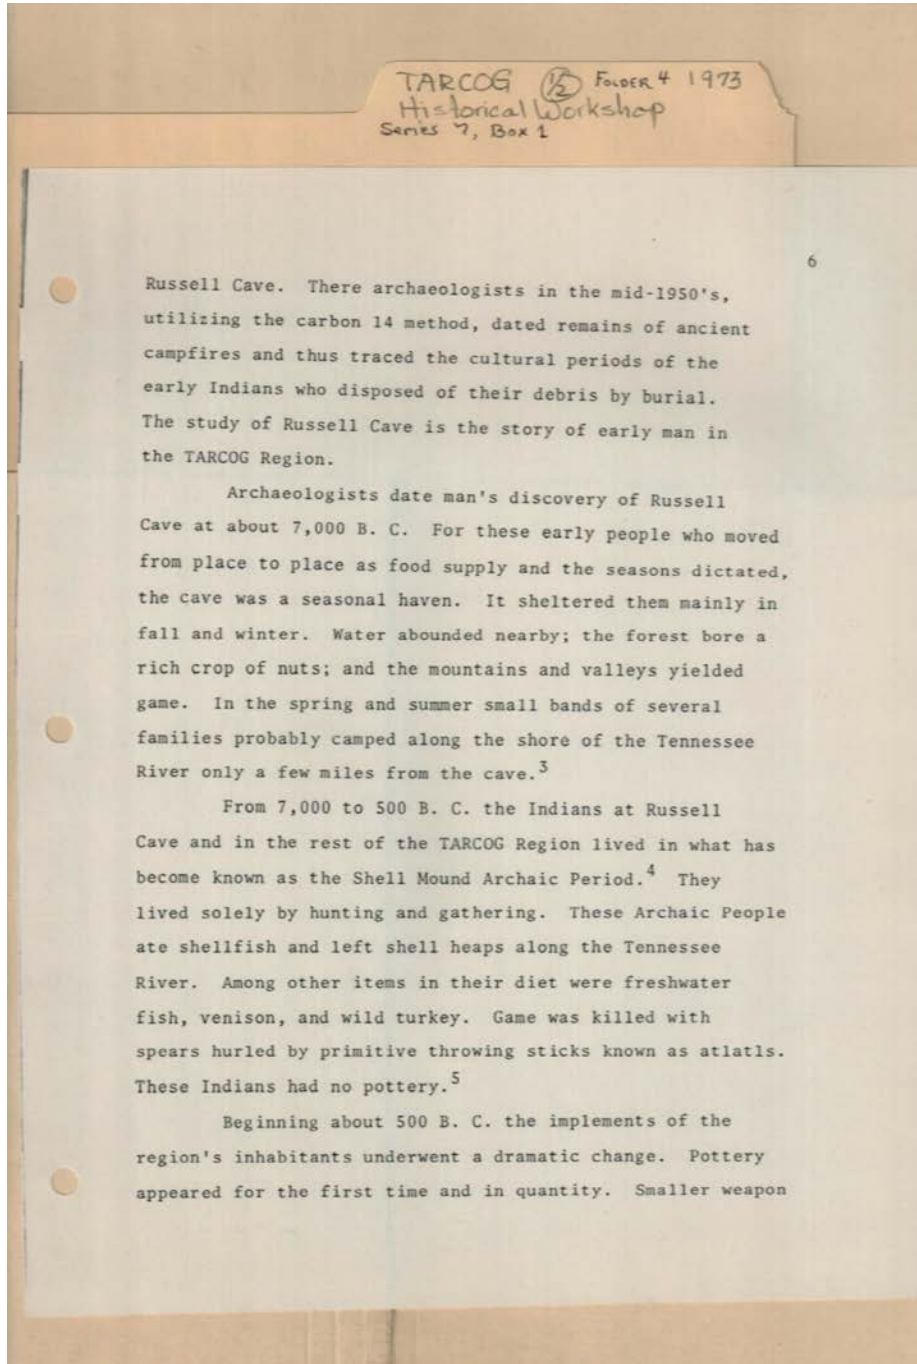 TARCOG 1/2 FOLDER 4 1973
Historical Workshop
Series 7, Box 1
6
Russell Cave. There archaeologists in the mid-1950's,
utilizing the carbon 14 method, dated remains of ancient
campfires and thus traced the cultural periods of the
early Indians who disposed of their debris by burial.
The study of Russell Cave is the story of early man in
the TARCOG Region.
Archaeologists date man's discovery of Russell
Cave at about 7,000 B. C. For these early people who moved
from place to place as food supply and the seasons dictated,
the cave was a seasonal haven. It sheltered them mainly in
fall and winter. Water abounded nearby; the forest bore a
rich crop of nuts; and the mountains and valleys yielded
game. In the spring and summer small bands of several
families probably camped along the shore of the Tennessee
River only a few miles from the cave.3
From 7,000 to 500 B. C. the Indians at Russell
Cave and in the rest of the TARCOG Region lived in what has
become known as the Shell Mound Archaic Period.4 They
lived solely by hunting and gathering. These Archaic People
ate shellfish and left shell heaps along the Tennessee
River. Among other items in their diet were freshwater
fish, venison, and wild turkey. Game was killed with
spears hurled by primitive throwing sticks known as atlatls.
These Indians had no pottery.5
Beginning about 500 B. C. the implements of the
region's inhabitants underwent a dramatic change. Pottery
appeared for the first time and in quantity. Smaller weapon